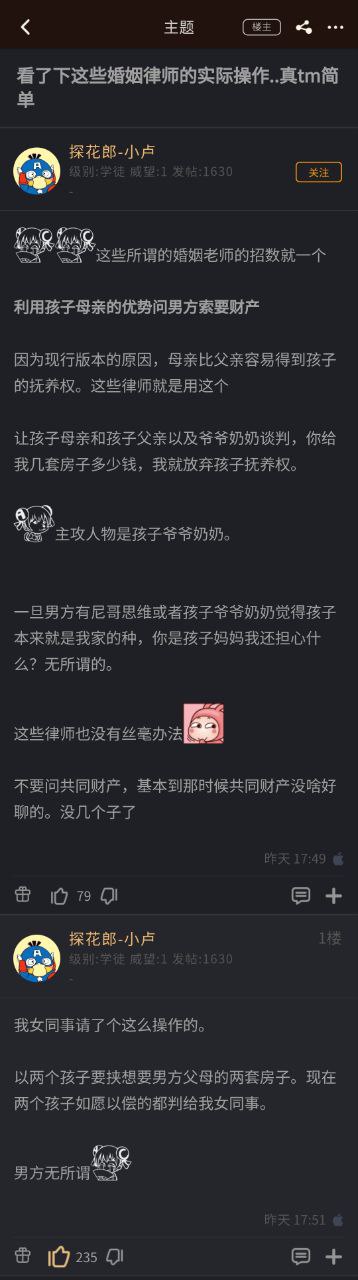 主题
楼主
看了下这些婚姻律师的实际操作..真tm简
单
探花郎-小卢
级别:学徒 威望:1 发帖:1630
-
关注
这些所谓的婚姻老师的招数就一个
利用孩子母亲的优势问男方索要财产
因为现行版本的原因，母亲比父亲容易得到孩子
的抚养权。这些律师就是用这个
让孩子母亲和孩子父亲以及爷爷奶奶谈判，你给
我几套房子多少钱，我就放弃孩子抚养权。
主攻人物是孩子爷爷奶奶。
一旦男方有尼哥思维或者孩子爷爷奶奶觉得孩子
本来就是我家的种，你是孩子妈妈我还担心什
么？无所谓的。
这些律师也没有丝毫办法
不要问共同财产，基本到那时候共同财产没啥好
聊的。没几个子了
昨天 17:49
79
探花郎-小卢
1楼
级别:学徒 威望:1 发帖:1630
-
我女同事请了个这么操作的。
以两个孩子要挟想要男方父母的两套房子。现在
两个孩子如愿以偿的都判给我女同事。
男方无所谓
昨天 17:51
235